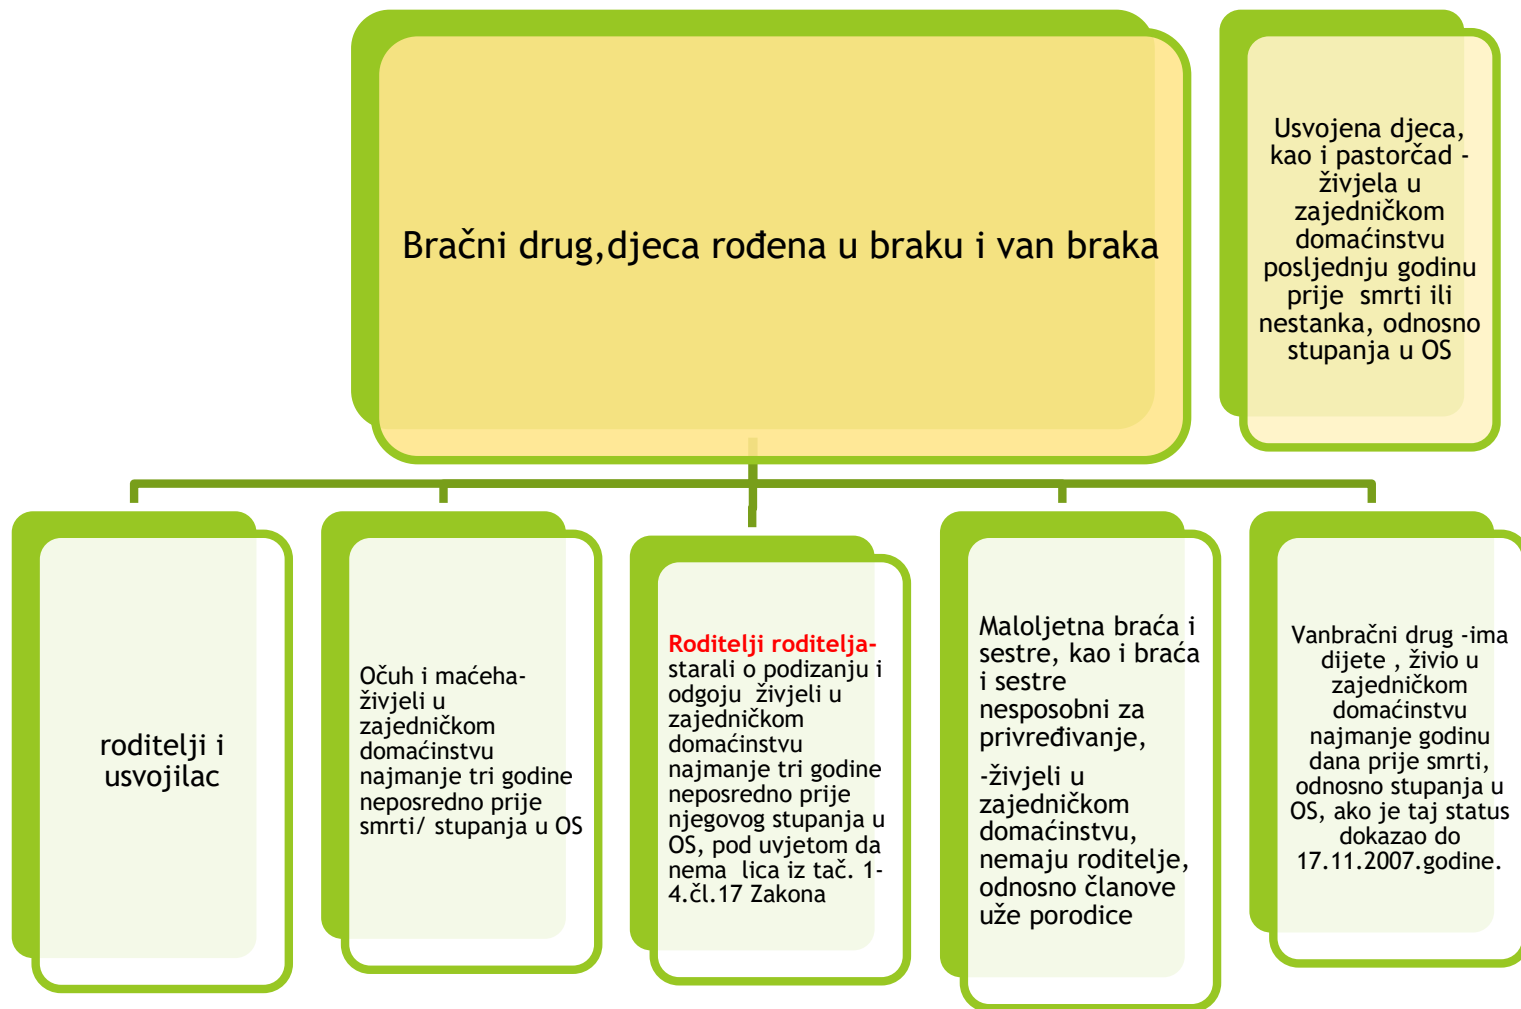 Bračni drug,djeca rođena u braku i van braka
Usvojena djeca,
kao i pastorčad -
živjela u
zajedničkom
domaćinstvu
posljednju godinu
prije smrti ili
nestanka, odnosno
stupanja u OS
roditelji i
usvojilac
Očuh i maćeha-
živjeli u
zajedničkom
domaćinstvu
najmanje tri godine
neposredno prije
smrti/ stupanja u OS
Roditelji roditelja-
starali o podizanju i
odgoju živjeli u
zajedničkom
domaćinstvu
najmanje tri godine
neposredno prije
njegovog stupanja u
OS, pod uvjetom da
nema lica iz tač. 1-
4.čl.17 Zakona
Maloljetna braća i
sestre, kao i braća
i sestre
nesposobni za
privređivanje,
-živjeli u
zajedničkom
domaćinstvu,
nemaju roditelje,
odnosno članove
uže porodice
Vanbračni drug -ima
dijete , živio u
zajedničkom
domaćinstvu
najmanje godinu
dana prije smrti,
odnosno stupanja u
OS, ako je taj status
dokazao do
17.11.2007.godine.